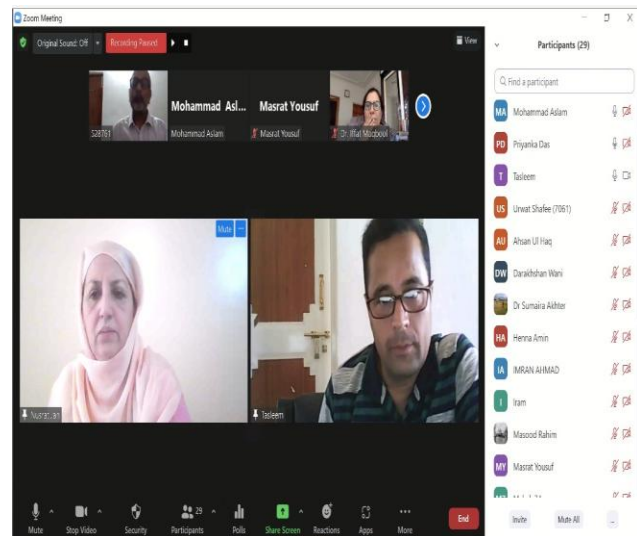 Zoom Meeting
Original Sound: Off
Recording Paused
View
528761
Mohammad Asl...
Mohammad Aslam
Masrat Yousuf
Masrat Yousuf
Dr. Iffat Maqbool
Mute
...
Nusrat Jan
Tasleem
Mute
Stop Video
Security
Participants
29
Polls
Share Screen
Reactions
Apps
More
End
Participants (29)
Find a participant
MA Mohammad Aslam
PD Priyanka Das
T Tasleem
US Urwat Shafee (7061)
AU Ahsan Ul Haq
DW Darakhshan Wani
Dr Sumaira Akhter
HA Henna Amin
IA IMRAN AHMAD
I Iram
Masood Rahim
MY Masrat Yousuf
Invite
Mute All
...